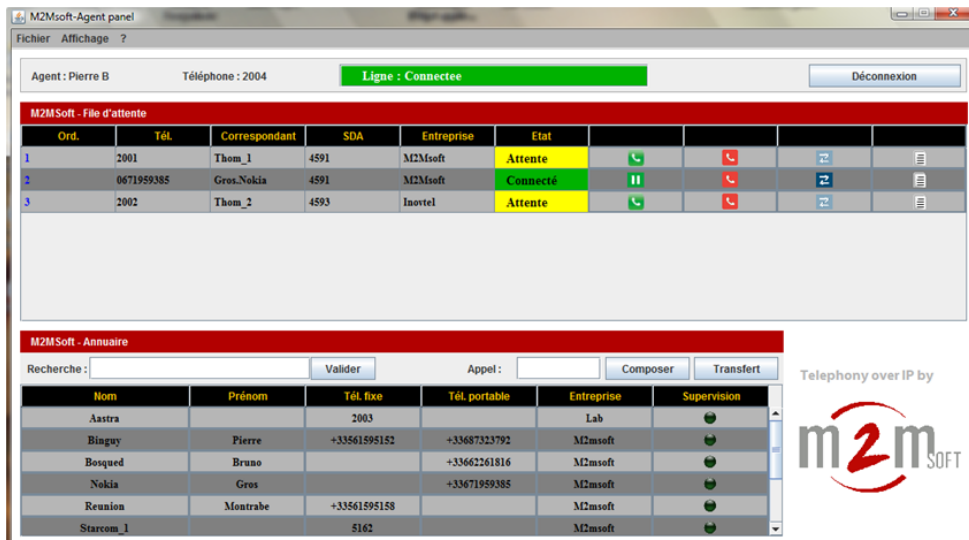 M2Msoft-Agent panel
Fichier Affichage ?
Agent : Pierre B Téléphone : 2004 Ligne : Connectee Déconnexion
M2MSoft - File d'attente
Ord. Tél. Correspondant SDA Entreprise Etat
1 2001 Thom_1 4591 M2Msoft Attente
2 0671959385 Gros.Nokia 4591 M2Msoft Connecté
3 2002 Thom_2 4593 Inovtel Attente
M2MSoft - Annuaire
Recherche : Valider Appel : Composer Transfert
Nom Prénom Tél. fixe Tél. portable Entreprise Supervision
Aastra 2003 Lab
Binguy Pierre +33561595152 +33687323792 M2msoft
Bosqued Bruno +33662261816 M2msoft
Nokia Gros +33671959385 M2msoft
Reunion Montrabe +33561595158 M2msoft
Starcom_1 5162 M2msoft
Telephony over IP by
m2m SOFT